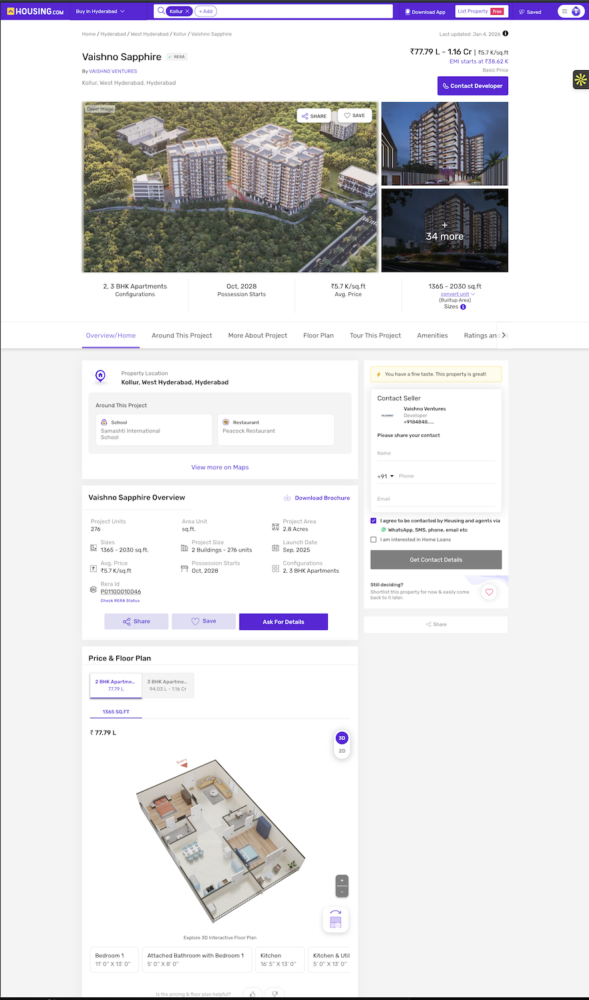 HOUSING.COM
Buy In Hyderabad
Kollur
+ Add
Download App
List Property Free
Saved
Home / Hyderabad / West Hyderabad / Kollur / Vaishno Sapphire
Last updated: Jan 4, 2026
Vaishno Sapphire
RERA
By VAISHNO VENTURES
Kollur, West Hyderabad, Hyderabad
₹77.79 L - 1.16 Cr | ₹5.7 K/sq.ft
EMI starts at ₹38.62 K
Basic Price
Contact Developer
Cover Image
SHARE
SAVE
+
34 more
2, 3 BHK Apartments
Configurations
Oct, 2028
Possession Starts
₹5.7 K/sq.ft
Avg. Price
1365 - 2030 sq.ft
convert unit
(Builtup Area)
Sizes
Overview/Home
Around This Project
More About Project
Floor Plan
Tour This Project
Amenities
Ratings and
Property Location
Kollur, West Hyderabad, Hyderabad
Around This Project
School
Samashti International
School
Restaurant
Peacock Restaurant
View more on Maps
You have a fine taste. This property is great!
Contact Seller
VAISHNO
Vaishno Ventures
Developer
+9184848.....
Please share your contact
Name
+91
Phone
Email
I agree to be contacted by Housing and agents via
WhatsApp, SMS, phone, email etc
I am interested in Home Loans
Get Contact Details
Still deciding?
Shortlist this property for now & easily come
back to it later.
Share
Vaishno Sapphire Overview
Download Brochure
Project Units
276
Area Unit
sq.ft.
Project Area
2.8 Acres
Sizes
1365 - 2030 sq.ft.
Project Size
2 Buildings - 276 units
Launch Date
Sep, 2025
Avg. Price
₹5.7 K/sq.ft
Possession Starts
Oct, 2028
Configurations
2, 3 BHK Apartments
Rera Id
P01100010046
Check RERA Status
Share
Save
Ask For Details
Price & Floor Plan
2 BHK Apartme...
77.79 L
3 BHK Apartme...
94.03 L - 1.16 Cr
1365 SQ.FT
₹ 77.79 L
3D
2D
Entry
+
-
Explore 3D Interactive Floor Plan
Bedroom 1
11' 0'' X 13' 0''
Attached Bathroom with Bedroom 1
5' 0'' X 8' 0''
Kitchen
16' 5'' X 13' 0''
Kitchen & Util
5' 0'' X 13' 0''
Is the pricing & floor plan helpful?